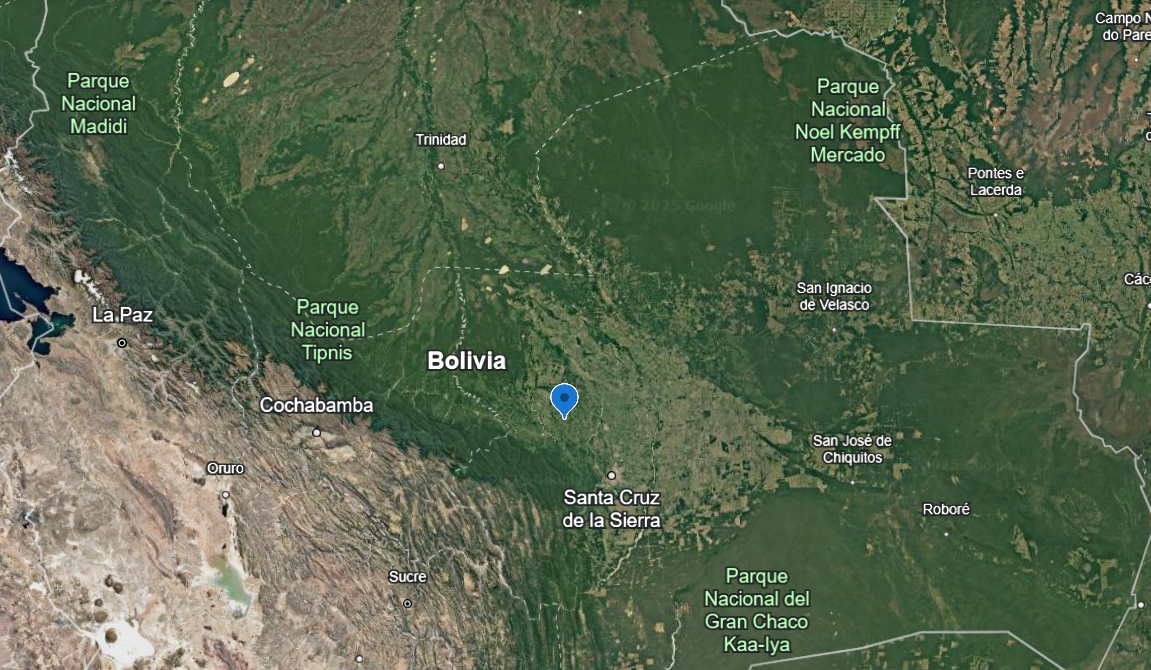 Campo N
do Pare
Parque
Nacional
Madidi
Parque
Nacional
Noel Kempff
Mercado
Trinidad
Pontes e
Lacerda
© 2025 Google
Các
San Ignacio
de Velasco
La Paz
Parque
Nacional
Tipnis
Bolivia
Cochabamba
San José de
Chiquitos
Oruro
Santa Cruz
de la Sierra
Roboré
Sucre
Parque
Nacional del
Gran Chaco
Kaa-Iya